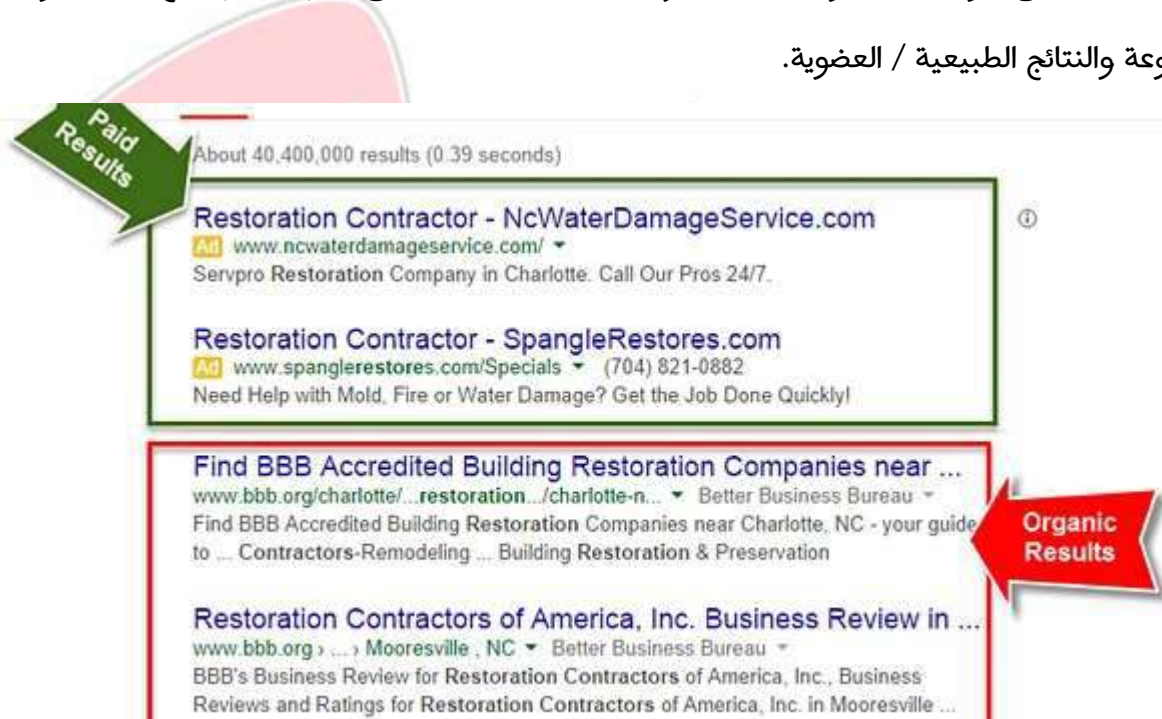 والنتائج الطبيعية / العضوية.
Paid
Results
About 40,400,000 results (0.39 seconds)
Restoration Contractor - NcWaterDamageService.com
Ad www.ncwaterdamageservice.com/
Servpro Restoration Company in Charlotte. Call Our Pros 24/7.
Restoration Contractor - SpangleRestores.com
Ad www.spanglerestores.com/Specials (704) 821-0882
Need Help with Mold, Fire or Water Damage? Get the Job Done Quickly!
Find BBB Accredited Building Restoration Companies near ...
www.bbb.org/charlotte/...restoration.../charlotte-n... Better Business Bureau
Find BBB Accredited Building Restoration Companies near Charlotte, NC - your guide
to ... Contractors-Remodeling ... Building Restoration & Preservation
Organic
Results
Restoration Contractors of America, Inc. Business Review in ...
www.bbb.org › ... › Mooresville , NC Better Business Bureau
BBB's Business Review for Restoration Contractors of America, Inc., Business
Reviews and Ratings for Restoration Contractors of America, Inc. in Mooresville ...